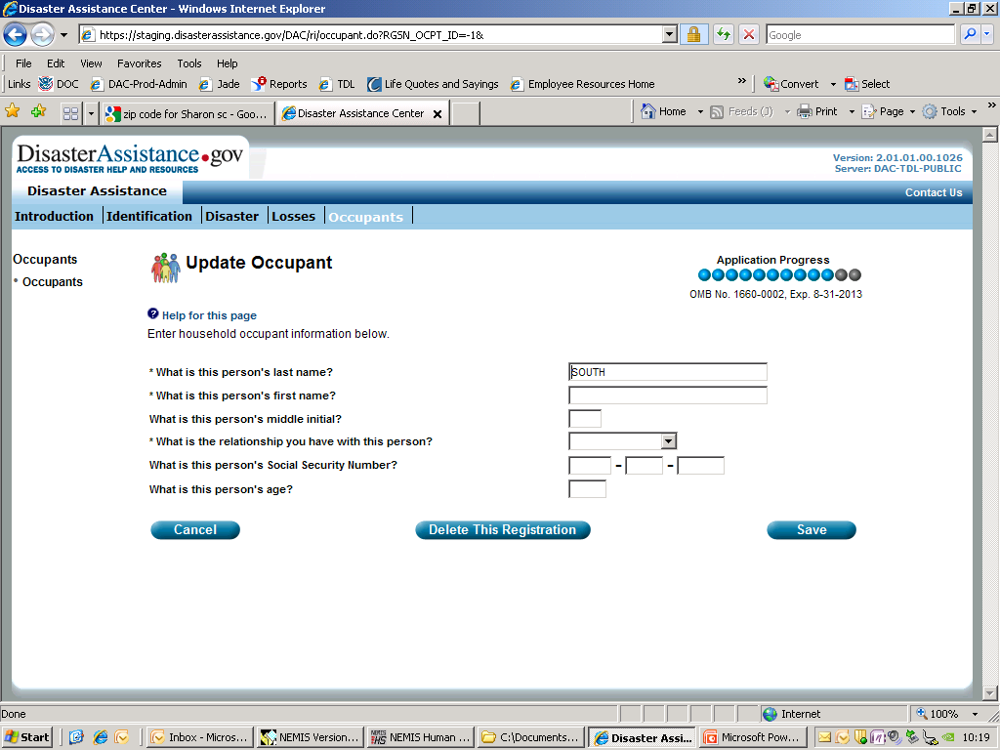 Disaster Assistance Center - Windows Internet Explorer
https://staging.disasterassistance.gov/DAC/ri/occupant.do?RGSN_OCPT_ID=-1&
Google
File Edit View Favorites Tools Help
Links DOC DAC-Prod-Admin Jade Reports TDL Life Quotes and Sayings Employee Resources Home » Convert Select
zip code for Sharon sc - Goo... Disaster Assistance Center Home Feeds (J) Print Page Tools »
DisasterAssistance.gov
ACCESS TO DISASTER HELP AND RESOURCES
Version: 2.01.01.00.1026
Server: DAC-TDL-PUBLIC
Disaster Assistance
Contact Us
Introduction Identification Disaster Losses Occupants
Occupants
• Occupants
Update Occupant
Application Progress
OMB No. 1660-0002, Exp. 8-31-2013
? Help for this page
Enter household occupant information below.
* What is this person's last name? SOUTH
* What is this person's first name?
What is this person's middle initial?
* What is the relationship you have with this person?
What is this person's Social Security Number? - -
What is this person's age?
Cancel Delete This Registration Save
Done Internet 100%
Start Inbox - Micros... NEMIS Version... NEMIS Human ... C:\Documents... Disaster Assi... Microsoft Pow... 10:19